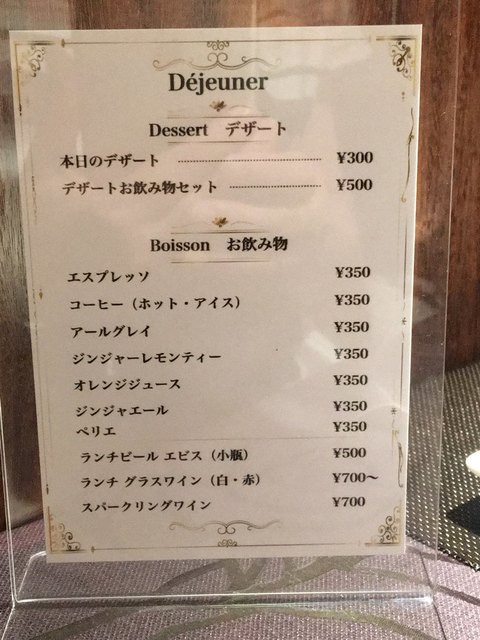 Déjeuner
Dessert デザート
本日のデザート ¥300
デザートお飲み物セット ¥500
Boisson お飲み物
エスプレッソ ¥350
コーヒー（ホット・アイス） ¥350
アールグレイ ¥350
ジンジャーレモンティー ¥350
オレンジジュース ¥350
ジンジャエール ¥350
ペリエ ¥350
ランチビール エビス（小瓶） ¥500
ランチ グラスワイン（白・赤） ¥700〜
スパークリングワイン ¥700